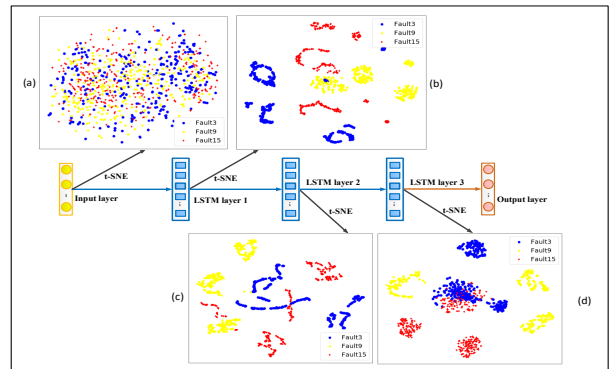 Fault3
Fault9
Fault15
(a)
Fault3
Fault9
Fault15
(b)
t-SNE
t-SNE
Input layer
LSTM layer 1
LSTM layer 2
LSTM layer 3
Output layer
t-SNE
t-SNE
(c)
Fault3
Fault9
Fault15
Fault3
Fault9
Fault15
(d)